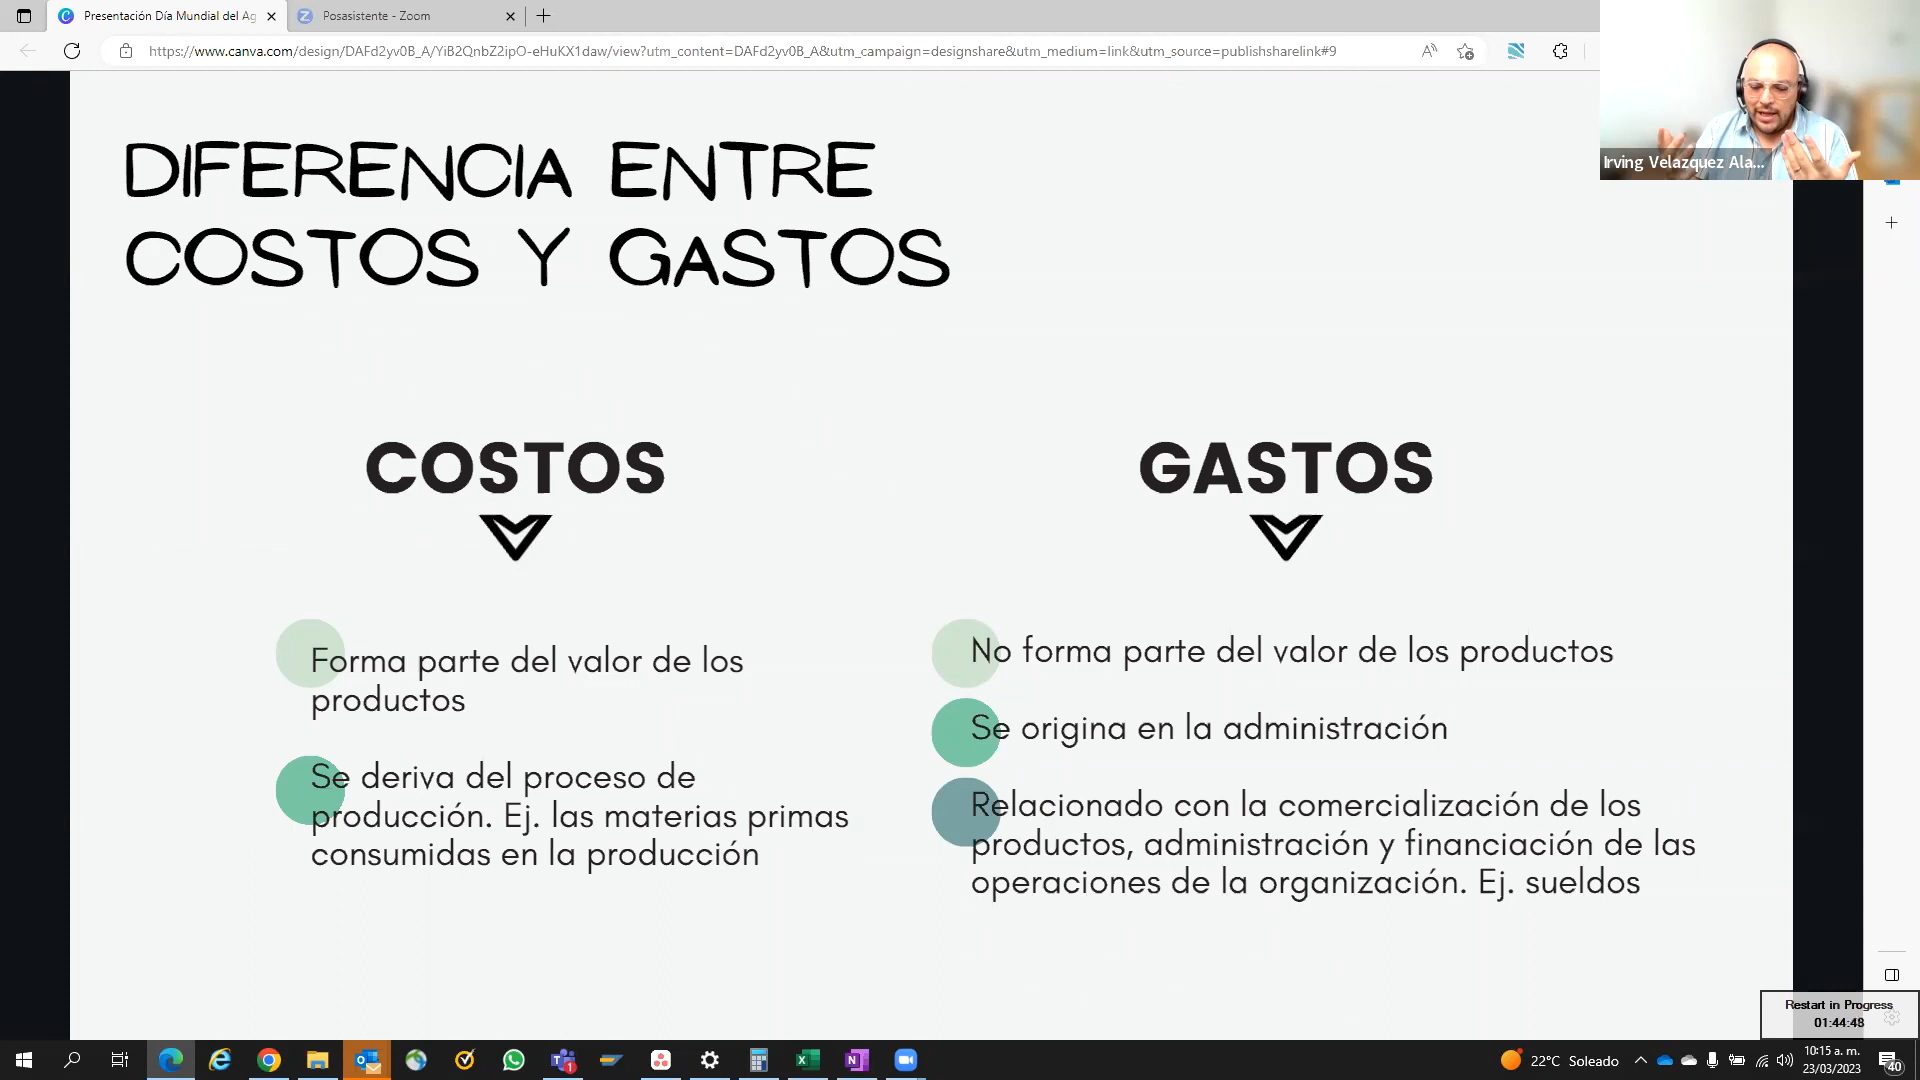 Presentación Día Mundial del Ag
Posasistente - Zoom
https://www.canva.com/design/DAFd2yv0B_A/YiB2QnbZ2ipO-eHuKX1daw/view?utm_content=DAFd2yv0B_A&utm_campaign=designshare&utm_medium=link&utm_source=publishsharelink#9
Irving Velazquez Ala...
DIFERENCIA ENTRE
COSTOS Y GASTOS
COSTOS
Forma parte del valor de los
productos
Se deriva del proceso de
producción. Ej. las materias primas
consumidas en la producción
GASTOS
No forma parte del valor de los productos
Se origina en la administración
Relacionado con la comercialización de los
productos, administración y financiación de las
operaciones de la organización. Ej. sueldos
Restart in Progress
01:44:48
22°C Soleado
10:15 a. m.
23/03/2023
40